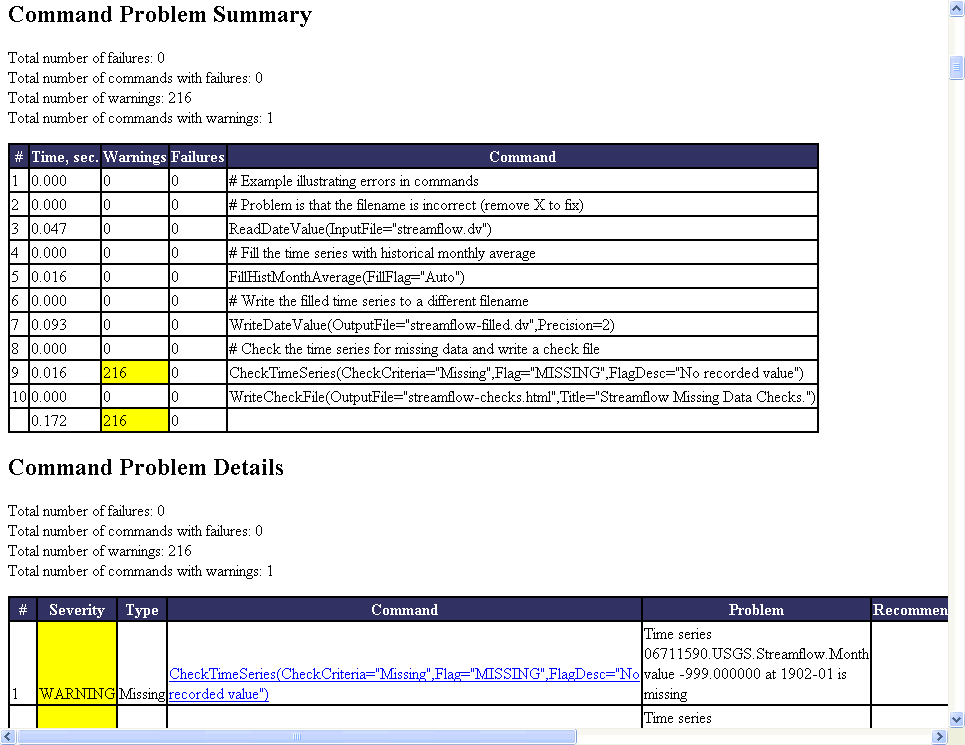 Command Problem Summary
Total number of failures: 0
Total number of commands with failures: 0
Total number of warnings: 216
Total number of commands with warnings: 1
# Time, sec. Warnings Failures Command
1 0.000 0 0 # Example illustrating errors in commands
2 0.000 0 0 # Problem is that the filename is incorrect (remove X to fix)
3 0.047 0 0 ReadDateValue(InputFile="streamflow.dv")
4 0.000 0 0 # Fill the time series with historical monthly average
5 0.016 0 0 FillHistMonthAverage(FillFlag="Auto")
6 0.000 0 0 # Write the filled time series to a different filename
7 0.093 0 0 WriteDateValue(OutputFile="streamflow-filled.dv",Precision=2)
8 0.000 0 0 # Check the time series for missing data and write a check file
9 0.016 216 0 CheckTimeSeries(CheckCriteria="Missing",Flag="MISSING",FlagDesc="No recorded value")
10 0.000 0 0 WriteCheckFile(OutputFile="streamflow-checks.html",Title="Streamflow Missing Data Checks.")
0.172 216 0
Command Problem Details
Total number of failures: 0
Total number of commands with failures: 0
Total number of warnings: 216
Total number of commands with warnings: 1
# Severity Type Command Problem Recommen
Time series
06711590.USGS.Streamflow.Month
CheckTimeSeries(CheckCriteria="Missing",Flag="MISSING",FlagDesc="No value -999.000000 at 1902-01 is
1 WARNING Missing recorded value") missing
Time series